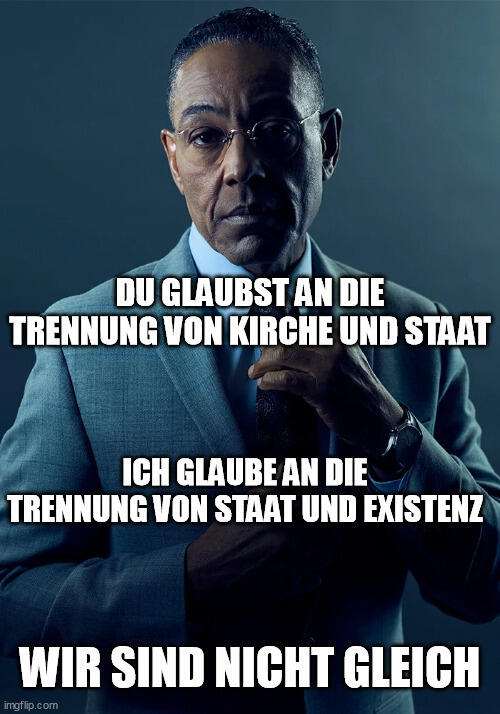 DU GLAUBST AN DIE
TRENNUNG VON KIRCHE UND STAAT
ICH GLAUBE AN DIE
TRENNUNG VON STAAT UND EXISTENZ
WIR SIND NICHT GLEICH
imgflip.com